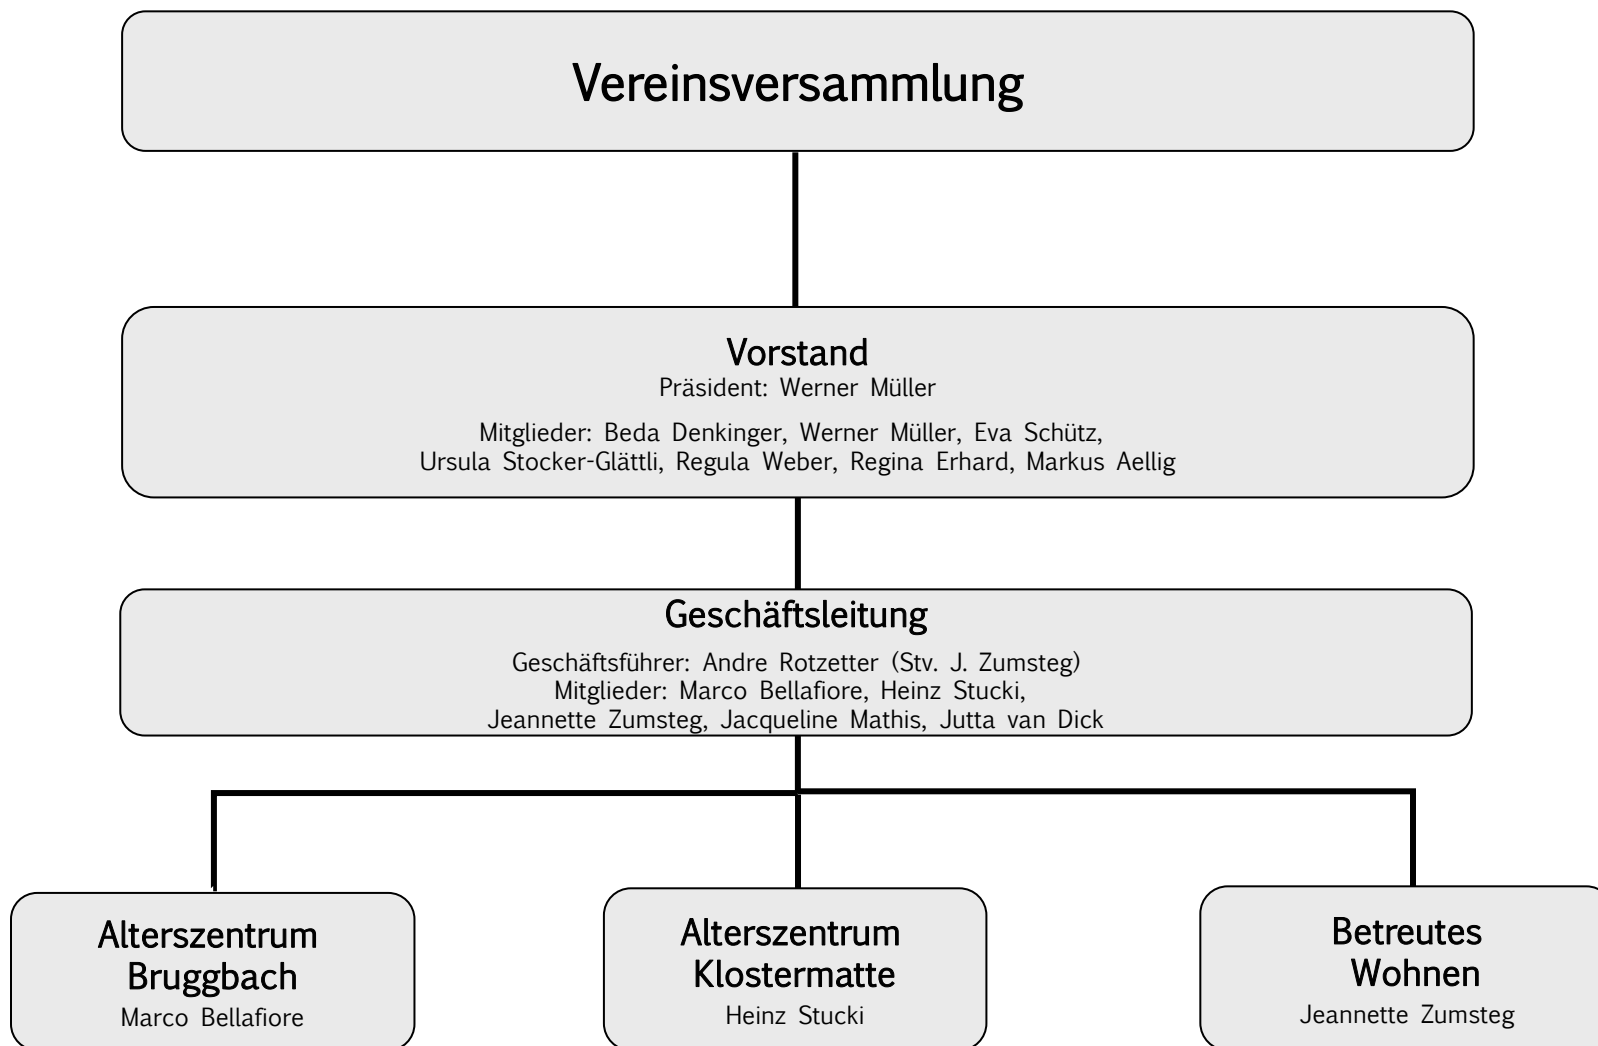 Vereinsversammlung
Vorstand
Präsident: Werner Müller
Mitglieder: Beda Denkinger, Werner Müller, Eva Schütz,
Ursula Stocker-Glättli, Regula Weber, Regina Erhard, Markus Aellig
Geschäftsleitung
Geschäftsführer: Andre Rotzetter (Stv. J. Zumsteg)
Mitglieder: Marco Bellafiore, Heinz Stucki,
Jeannette Zumsteg, Jacqueline Mathis, Jutta van Dick
Alterszentrum
Bruggbach
Marco Bellafiore
Alterszentrum
Klostermatte
Heinz Stucki
Betreutes
Wohnen
Jeannette Zumsteg